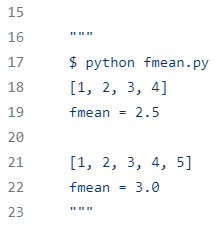 15
16 """
17 $ python fmean.py
18 [1, 2, 3, 4]
19 fmean = 2.5
20
21 [1, 2, 3, 4, 5]
22 fmean = 3.0
23 """